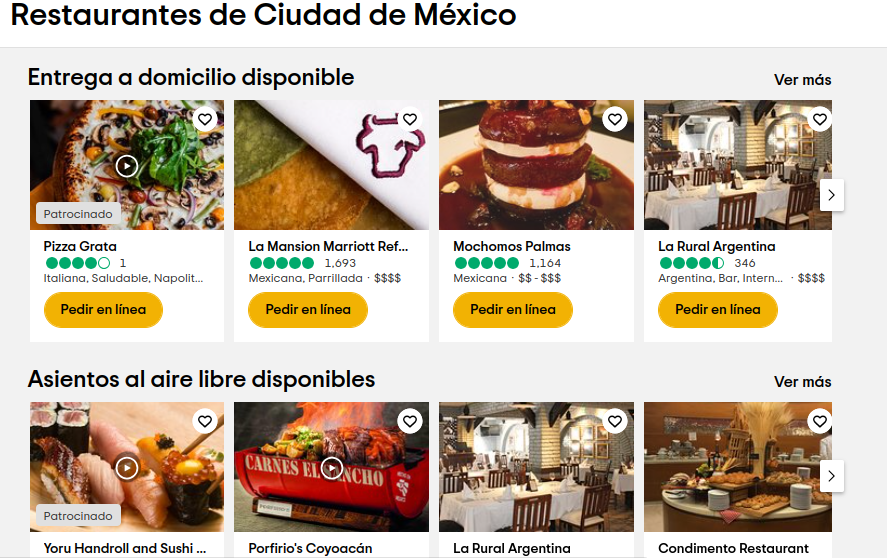 Restaurantes de Ciudad de México
Entrega a domicilio disponible
Ver más
Patrocinado
Pizza Grata
1
Italiana, Saludable, Napolit...
Pedir en línea
La Mansion Marriott Ref...
1,693
Mexicana, Parrillada · $$$$
Pedir en línea
Mochomos Palmas
1,164
Mexicana · $$ - $$$
Pedir en línea
La Rural Argentina
346
Argentina, Bar, Intern... · $$$$
Pedir en línea
Asientos al aire libre disponibles
Ver más
Patrocinado
Yoru Handroll and Sushi ...
CARNES EL RANCHO
Porfirio's Coyoacán
La Rural Argentina
Condimento Restaurant